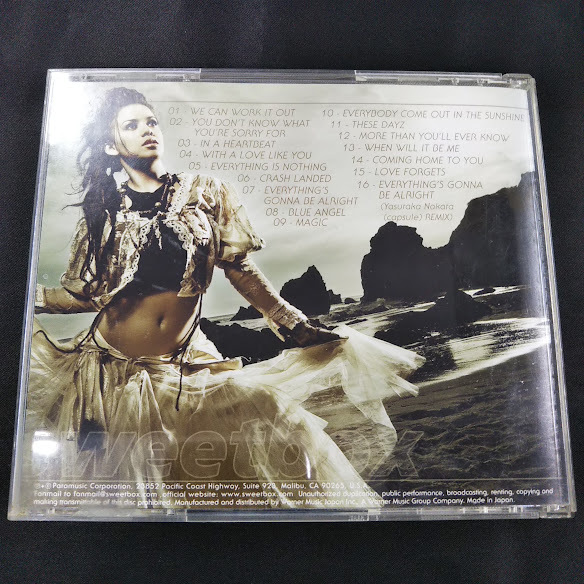 01 - WE CAN WORK IT OUT
02 - YOU DON'T KNOW WHAT
YOU'RE SORRY FOR
03 - IN A HEARTBEAT
04 - WITH A LOVE LIKE YOU
05 - EVERYTHING IS NOTHING
06 - CRASH LANDED
07 - EVERYTHING'S
GONNA BE ALRIGHT
08 - BLUE ANGEL
09 - MAGIC
10 - EVERYBODY COME OUT IN THE SUNSHINE
11 - THESE DAYZ
12 - MORE THAN YOU'LL EVER KNOW
13 - WHEN WILL IT BE ME
14 - COMING HOME TO YOU
15 - LOVE FORGETS
16 - EVERYTHING'S GONNA
BE ALRIGHT
(Yasutaka Nakata
(capsule) REMIX)
sweetbox
Paramusic Corporation, 23852 Pacific Coast Highway, Suite 923, Malibu, CA 90265, U.S.A.
Fanmail to fanmail@sweetbox.com ,official website: www.sweetbox.com. Unauthorized duplication, public performance, broadcasting, renting, copying and
making transmittable of this disc prohibited. Manufactured and distributed by Warner Music Japan Inc., A Warner Music Group Company. Made in Japan.